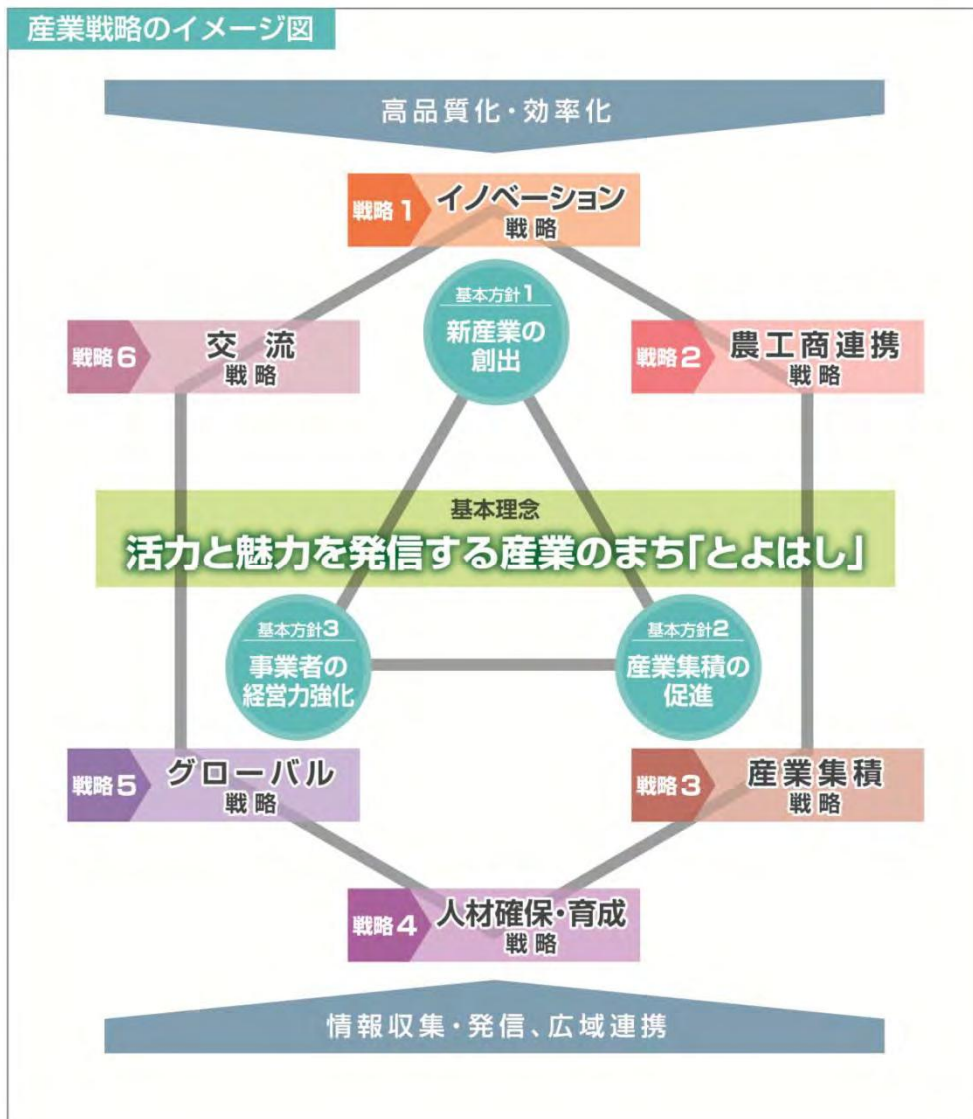 産業戦略のイメージ図
高品質化・効率化
戦略1
イノベーション
戦略
戦略6
交流
戦略
基本方針1
新産業の
創出
戦略2
農工商連携
戦略
基本理念
活力と魅力を発信する産業のまち「とよはし」
基本方針3
事業者の
経営力強化
基本方針2
産業集積の
促進
戦略5
グローバル
戦略
戦略3
産業集積
戦略
戦略4
人材確保・育成
戦略
情報収集・発信、広域連携